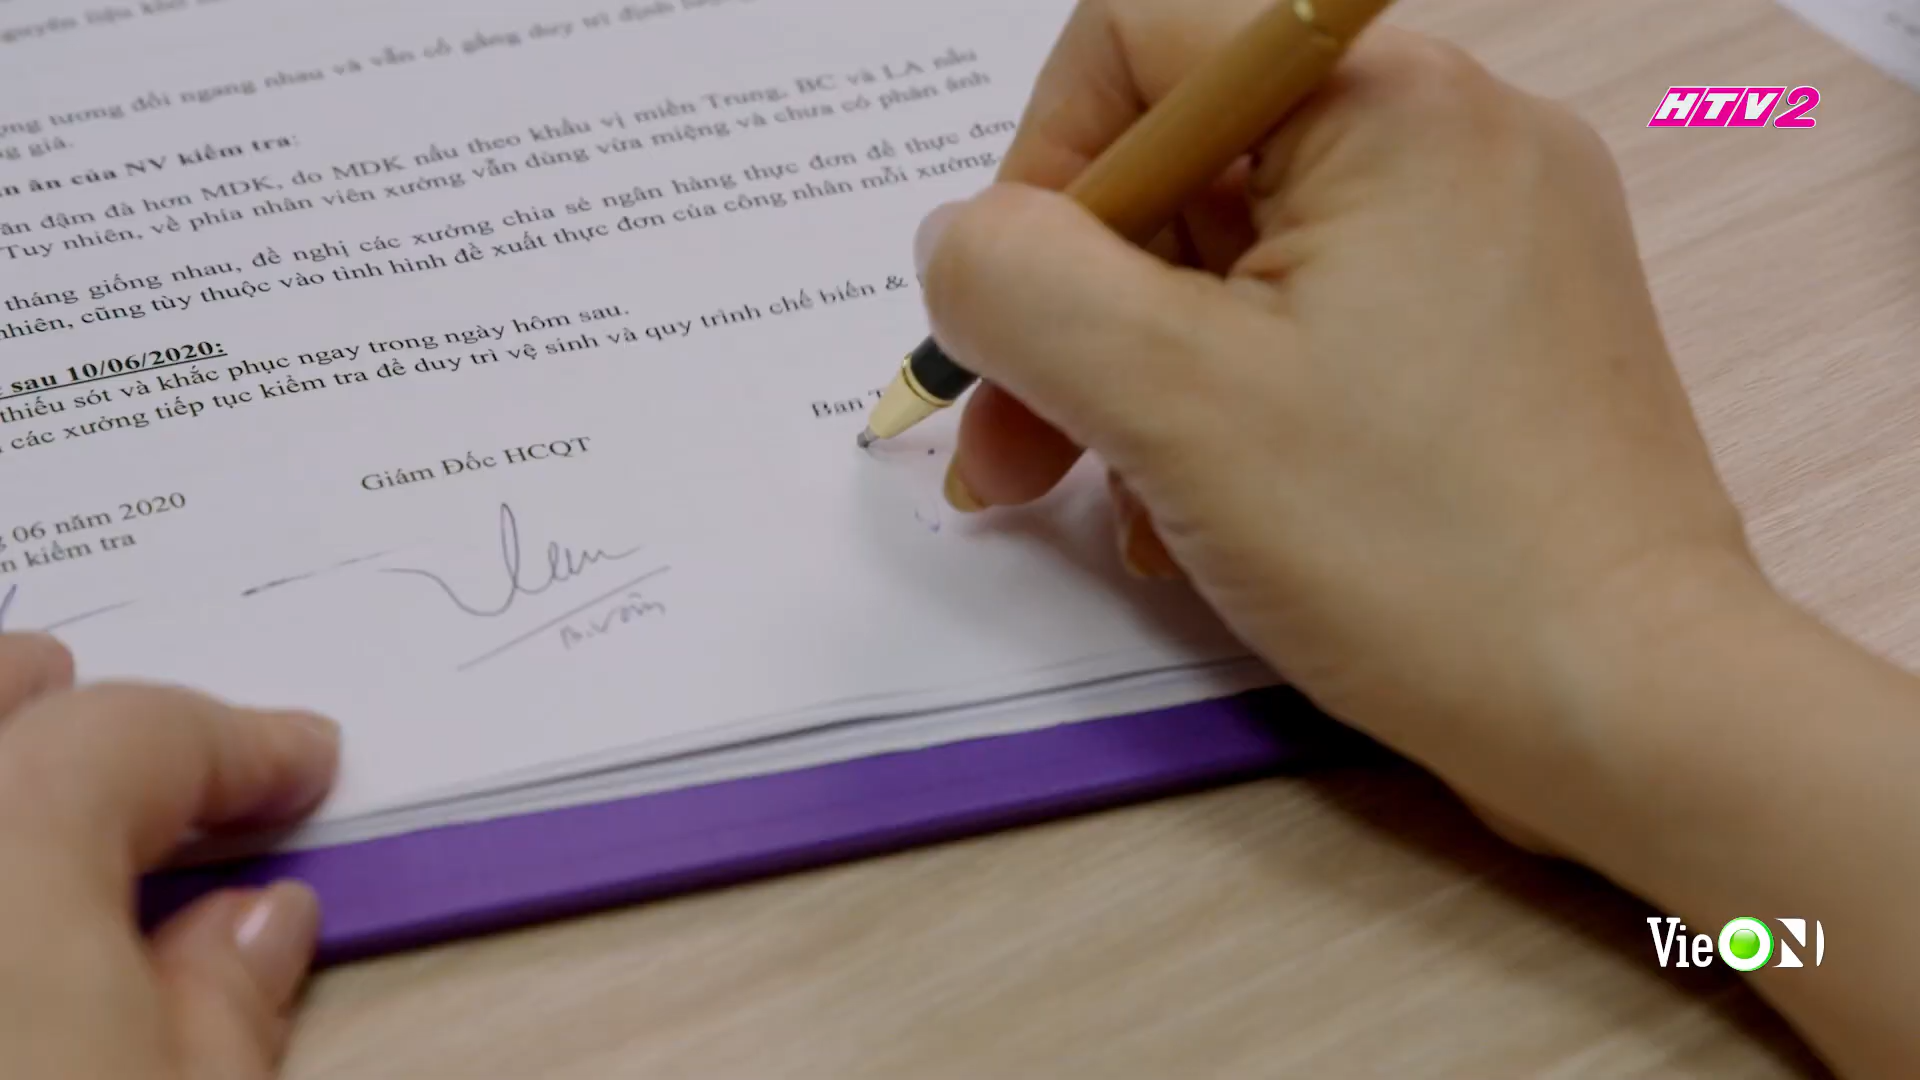 nguyên liệu
tương đối ngang nhau và vẫn cố gắng duy trì định
giá.
ăn của NV kiểm tra:
ăn đậm đà hơn MDK, do MDK nấu theo khẩu vị miền Trung, BC và LA nấu
Tuy nhiên, về phía nhân viên xưởng vẫn dùng vừa miệng và chưa có phản ánh
tháng giống nhau, đề nghị các xưởng chia sẻ ngân hàng thực đơn để thực đơn
nhiên, cũng tùy thuộc vào tình hình đề xuất thực đơn của công nhân mỗi xưởng.
sau 10/06/2020:
thiếu sót và khắc phục ngay trong ngày hôm sau.
các xưởng tiếp tục kiểm tra để duy trì vệ sinh và quy trình chế biến &
06 năm 2020
kiểm tra
Giám Đốc HCQT
Ban T
HTV2
VieON